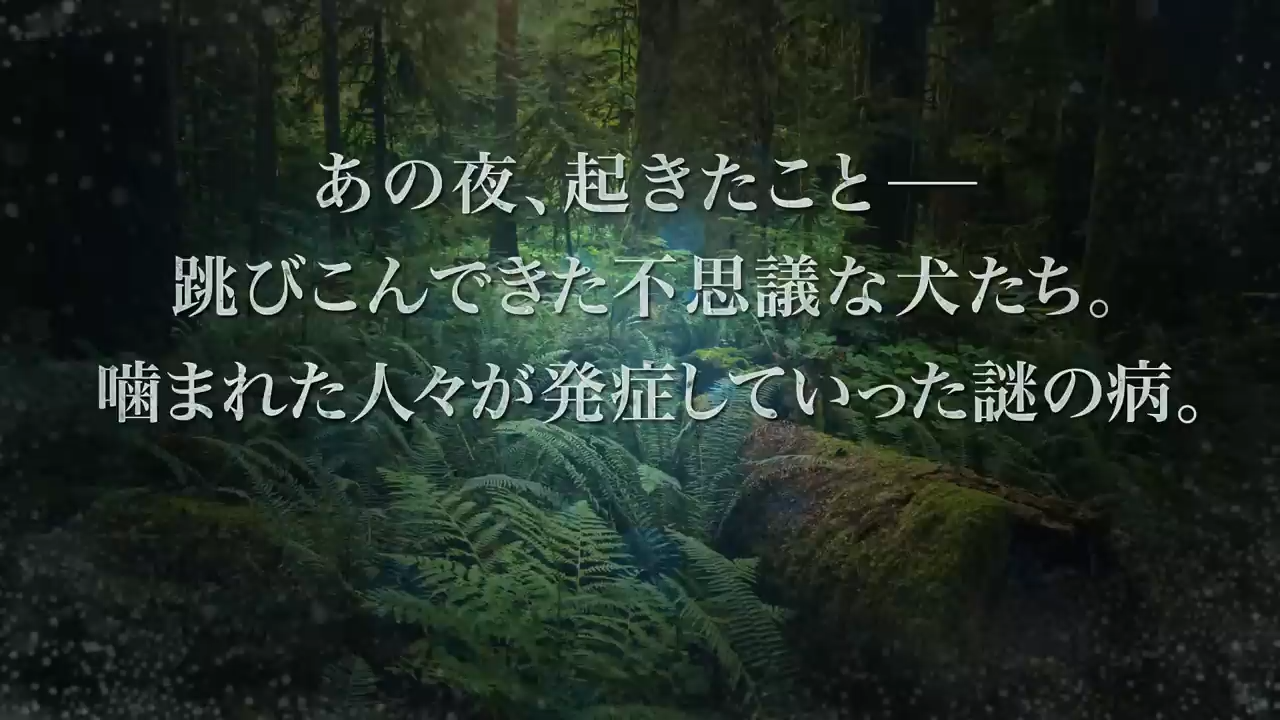 あの夜、起きたこと――
跳びこんできた不思議な犬たち。
噛まれた人々が発症していった謎の病。